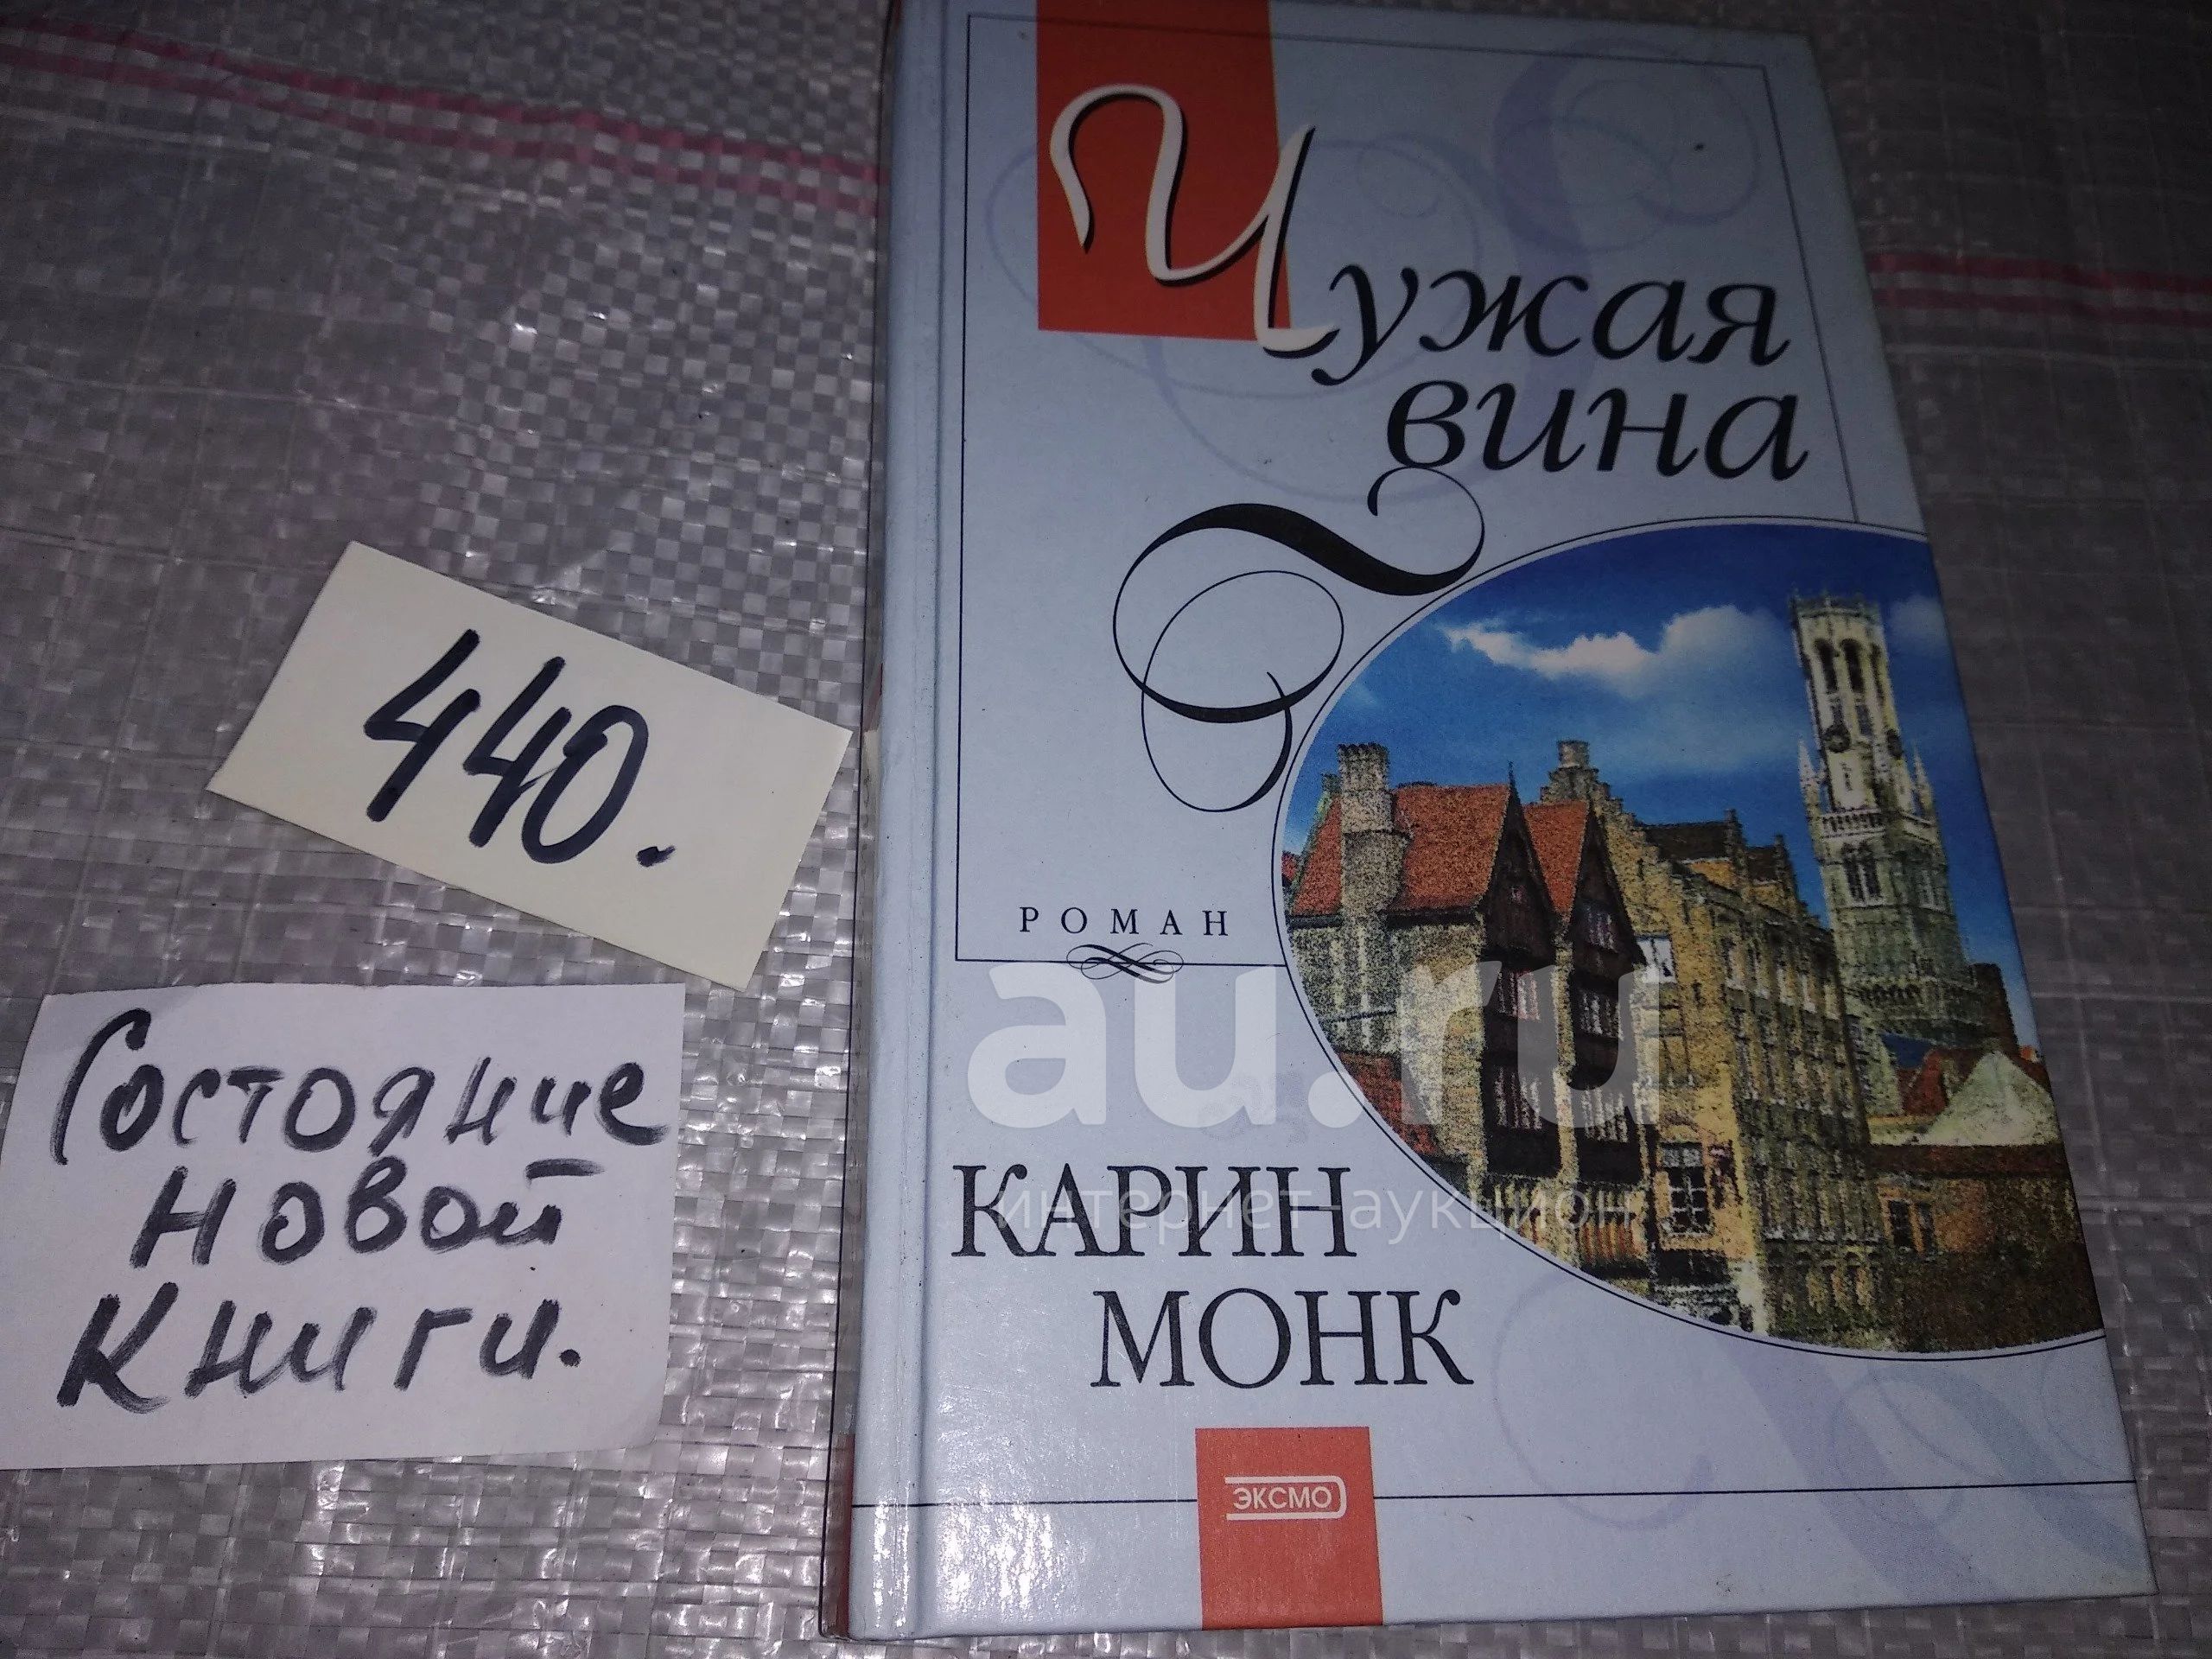 Чужая
вина
440.
РОМАН
au.ru
интернет-аукцион
Состояние
новой
книги.
КАРИН
МОНК
ЭКСМО